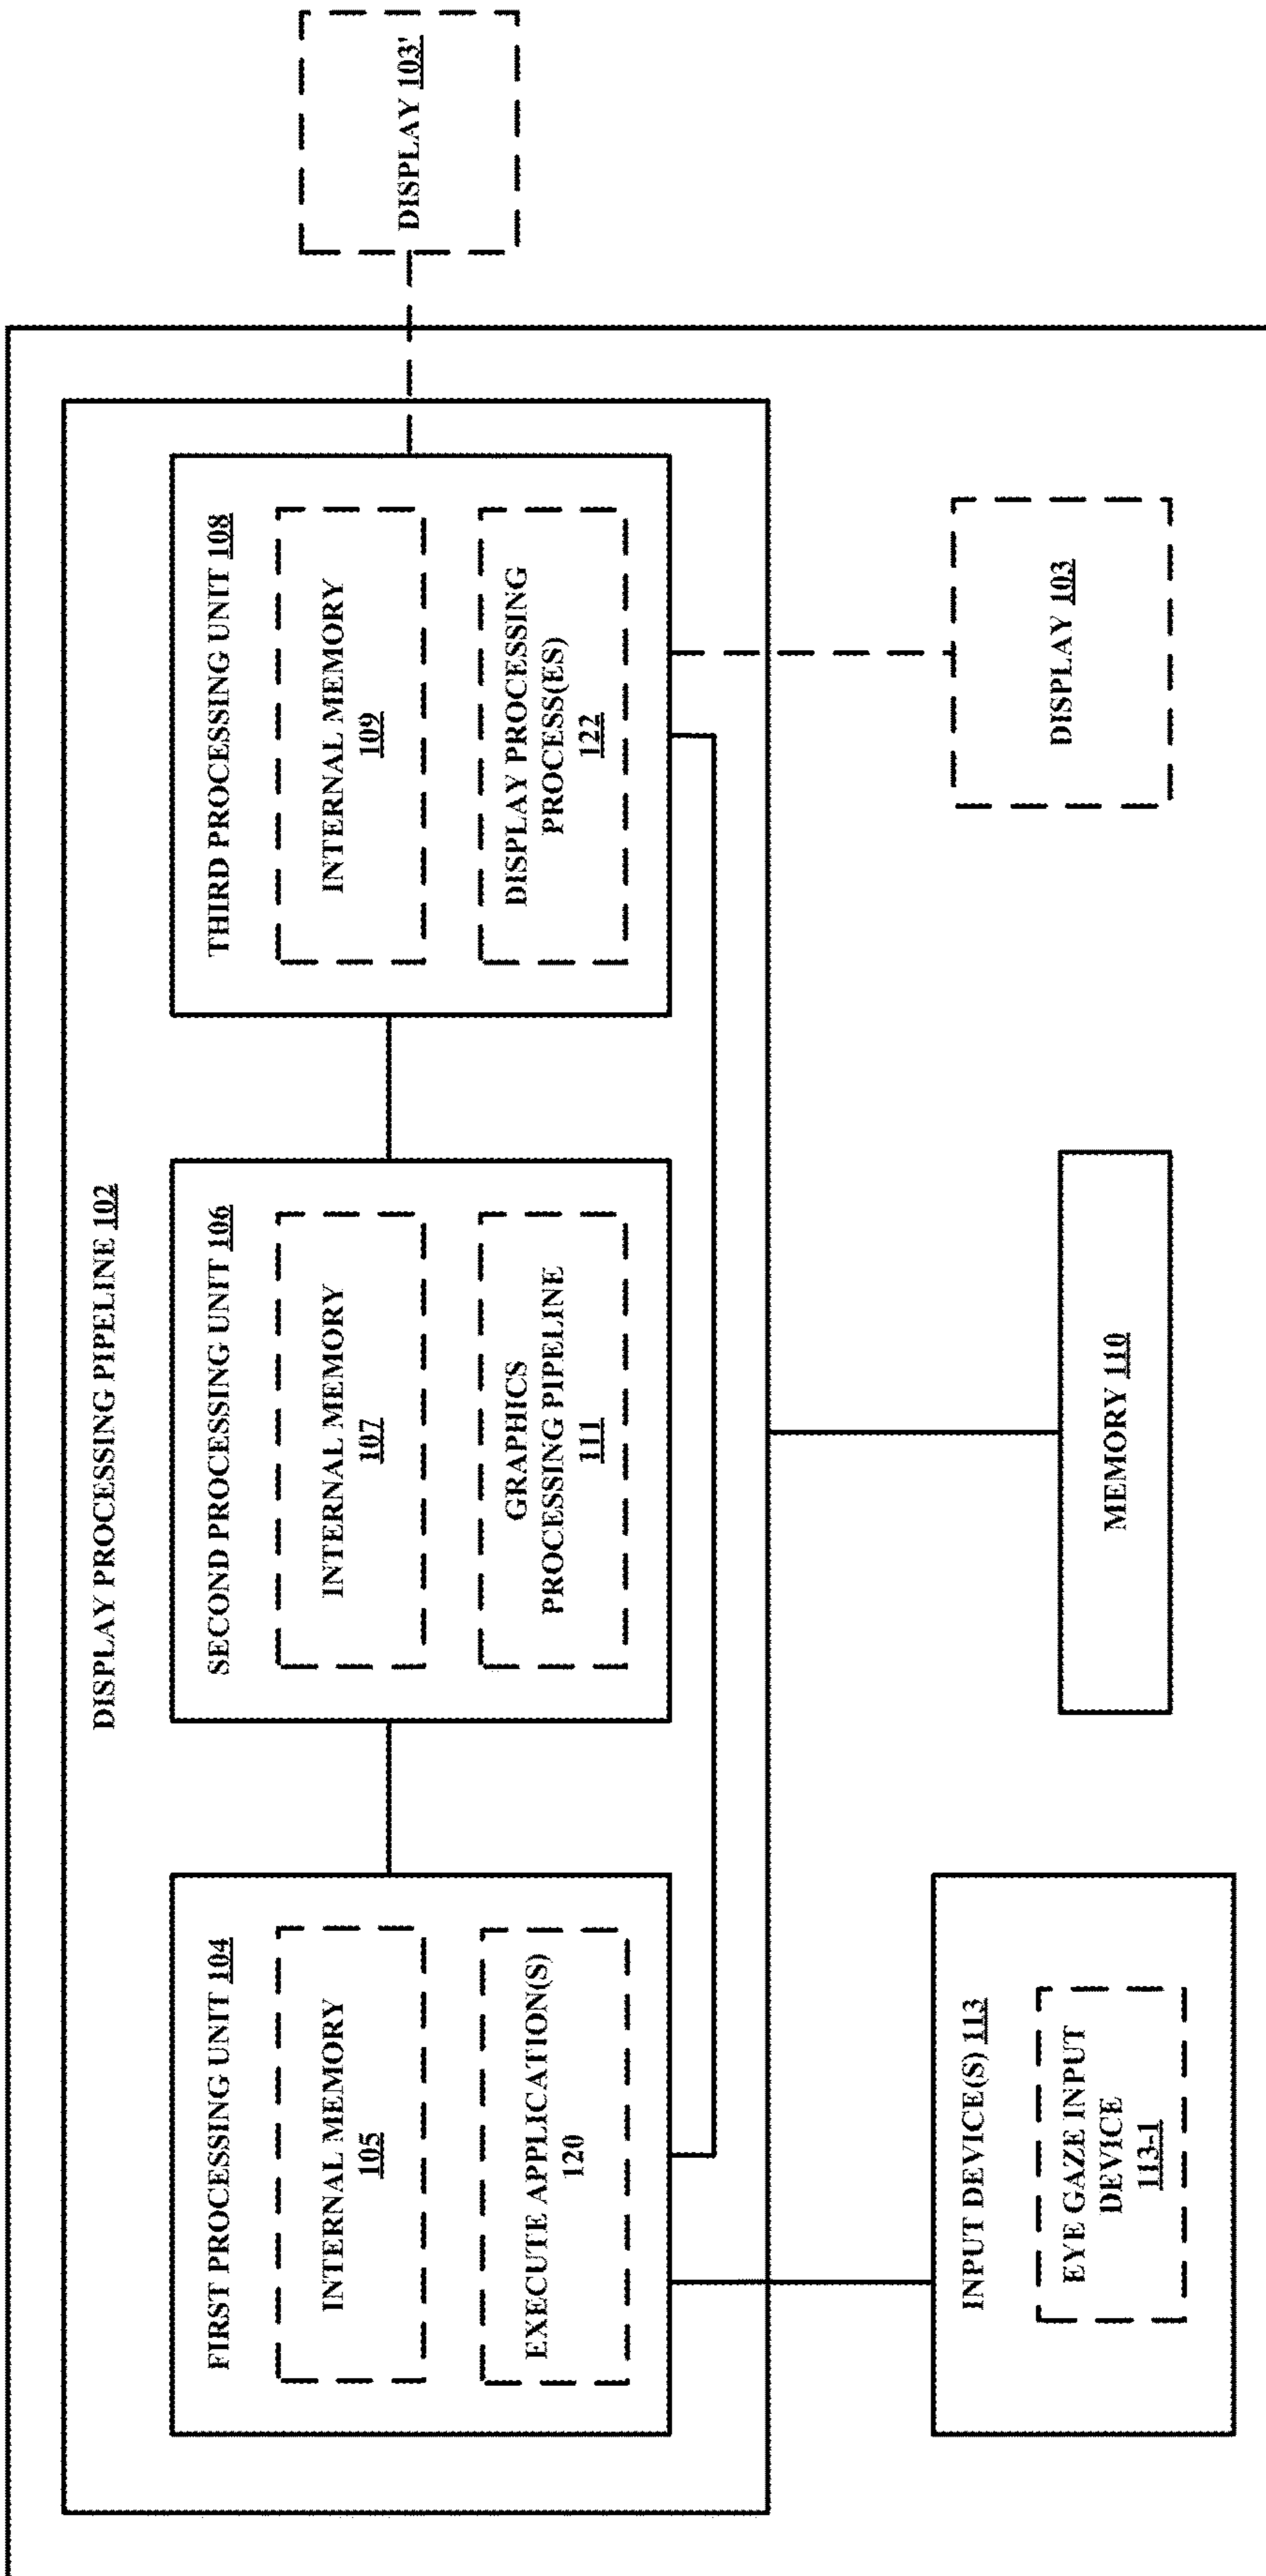 DISPLAY PROCESSING PIPELINE 102
FIRST PROCESSING UNIT 104
INTERNAL MEMORY
105
EXECUTE APPLICATION(S)
120
SECOND PROCESSING UNIT 106
INTERNAL MEMORY
107
GRAPHICS
PROCESSING PIPELINE
111
THIRD PROCESSING UNIT 108
INTERNAL MEMORY
109
DISPLAY PROCESSING
PROCESS(ES)
122
DISPLAY 103'
INPUT DEVICE(S) 113
EYE GAZE INPUT
DEVICE
113-1
MEMORY 110
DISPLAY 103